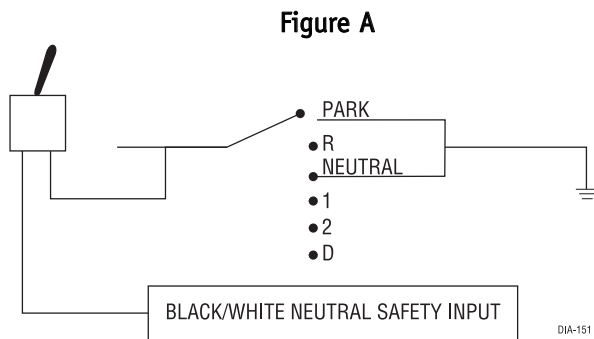 Figure A
PARK
R
NEUTRAL
1
2
D
BLACK/WHITE NEUTRAL SAFETY INPUT
DIA-151